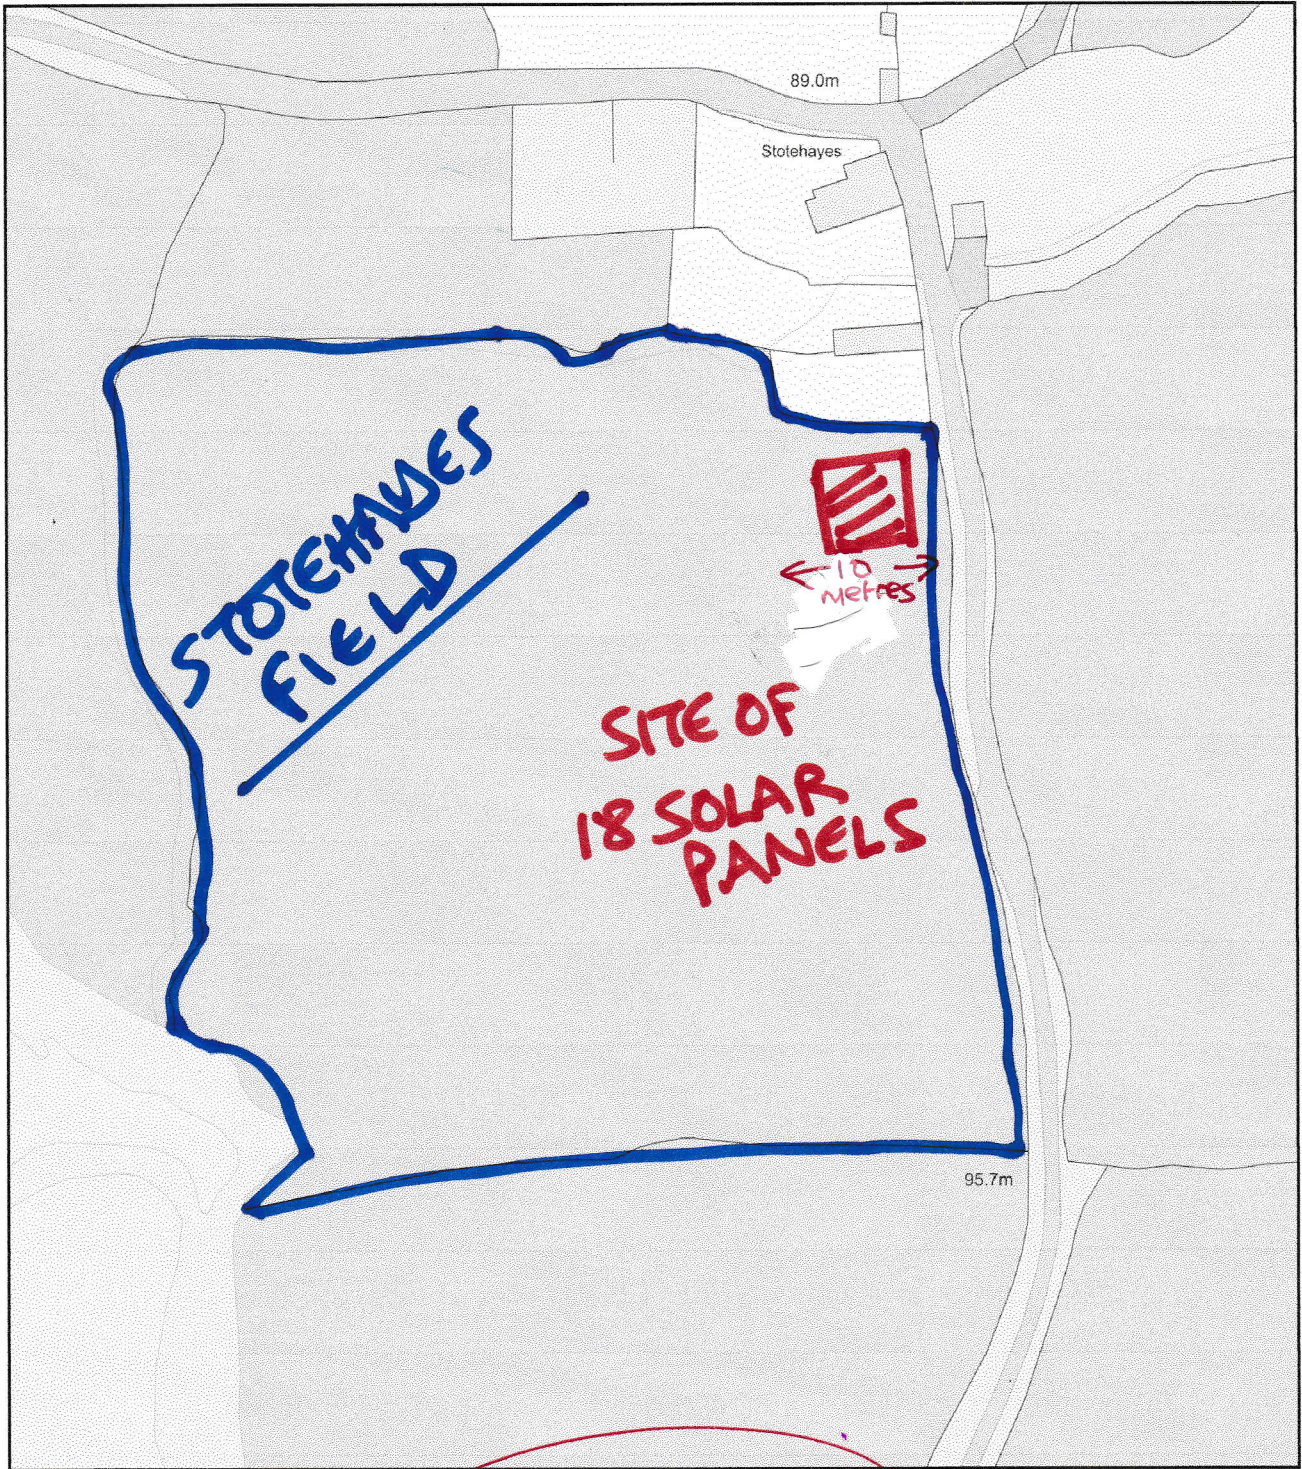 89.0m
Stotehayes
STOTEHAYES
FIELD
10
Metres
SITE OF
18 SOLAR
PANELS
95.7m